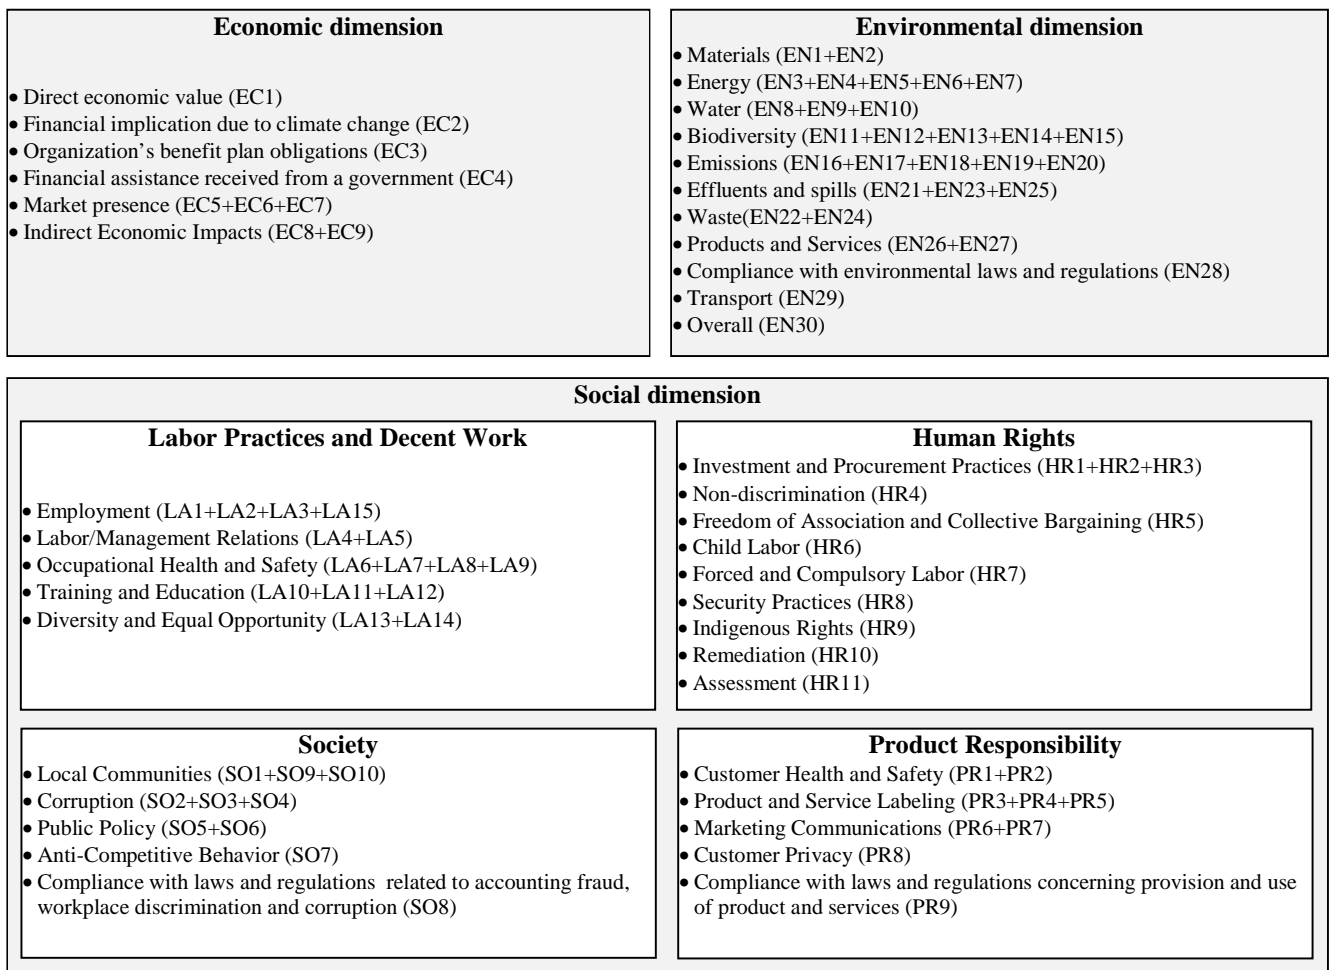 Economic dimension
• Direct economic value (EC1)
• Financial implication due to climate change (EC2)
• Organization's benefit plan obligations (EC3)
• Financial assistance received from a government (EC4)
• Market presence (EC5+EC6+EC7)
• Indirect Economic Impacts (EC8+EC9)
Environmental dimension
• Materials (EN1+EN2)
• Energy (EN3+EN4+EN5+EN6+EN7)
• Water (EN8+EN9+EN10)
• Biodiversity (EN11+EN12+EN13+EN14+EN15)
• Emissions (EN16+EN17+EN18+EN19+EN20)
• Effluents and spills (EN21+EN23+EN25)
• Waste(EN22+EN24)
• Products and Services (EN26+EN27)
• Compliance with environmental laws and regulations (EN28)
• Transport (EN29)
• Overall (EN30)
Social dimension
Labor Practices and Decent Work
• Employment (LA1+LA2+LA3+LA15)
• Labor/Management Relations (LA4+LA5)
• Occupational Health and Safety (LA6+LA7+LA8+LA9)
• Training and Education (LA10+LA11+LA12)
• Diversity and Equal Opportunity (LA13+LA14)
Human Rights
• Investment and Procurement Practices (HR1+HR2+HR3)
• Non-discrimination (HR4)
• Freedom of Association and Collective Bargaining (HR5)
• Child Labor (HR6)
• Forced and Compulsory Labor (HR7)
• Security Practices (HR8)
• Indigenous Rights (HR9)
• Remediation (HR10)
• Assessment (HR11)
Society
• Local Communities (SO1+SO9+SO10)
• Corruption (SO2+SO3+SO4)
• Public Policy (SO5+SO6)
• Anti-Competitive Behavior (SO7)
• Compliance with laws and regulations related to accounting fraud,
workplace discrimination and corruption (SO8)
Product Responsibility
• Customer Health and Safety (PR1+PR2)
• Product and Service Labeling (PR3+PR4+PR5)
• Marketing Communications (PR6+PR7)
• Customer Privacy (PR8)
• Compliance with laws and regulations concerning provision and use
of product and services (PR9)